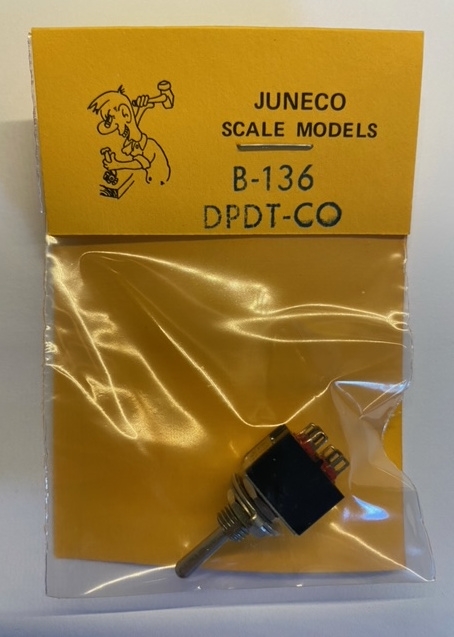 JUNECO
SCALE MODELS
B-136
DPDT-CO